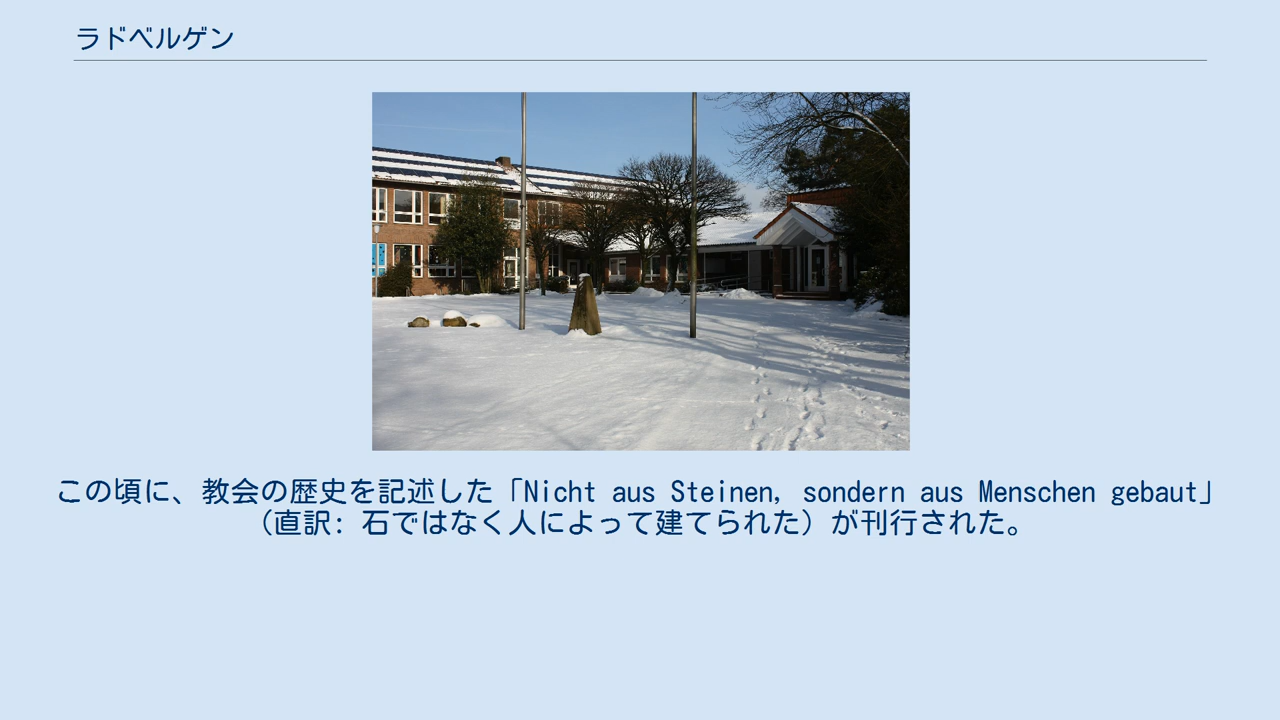 ラドベルゲン
この頃に、教会の歴史を記述した「Nicht aus Steinen, sondern aus Menschen gebaut」
（直訳: 石ではなく人によって建てられた）が刊行された。